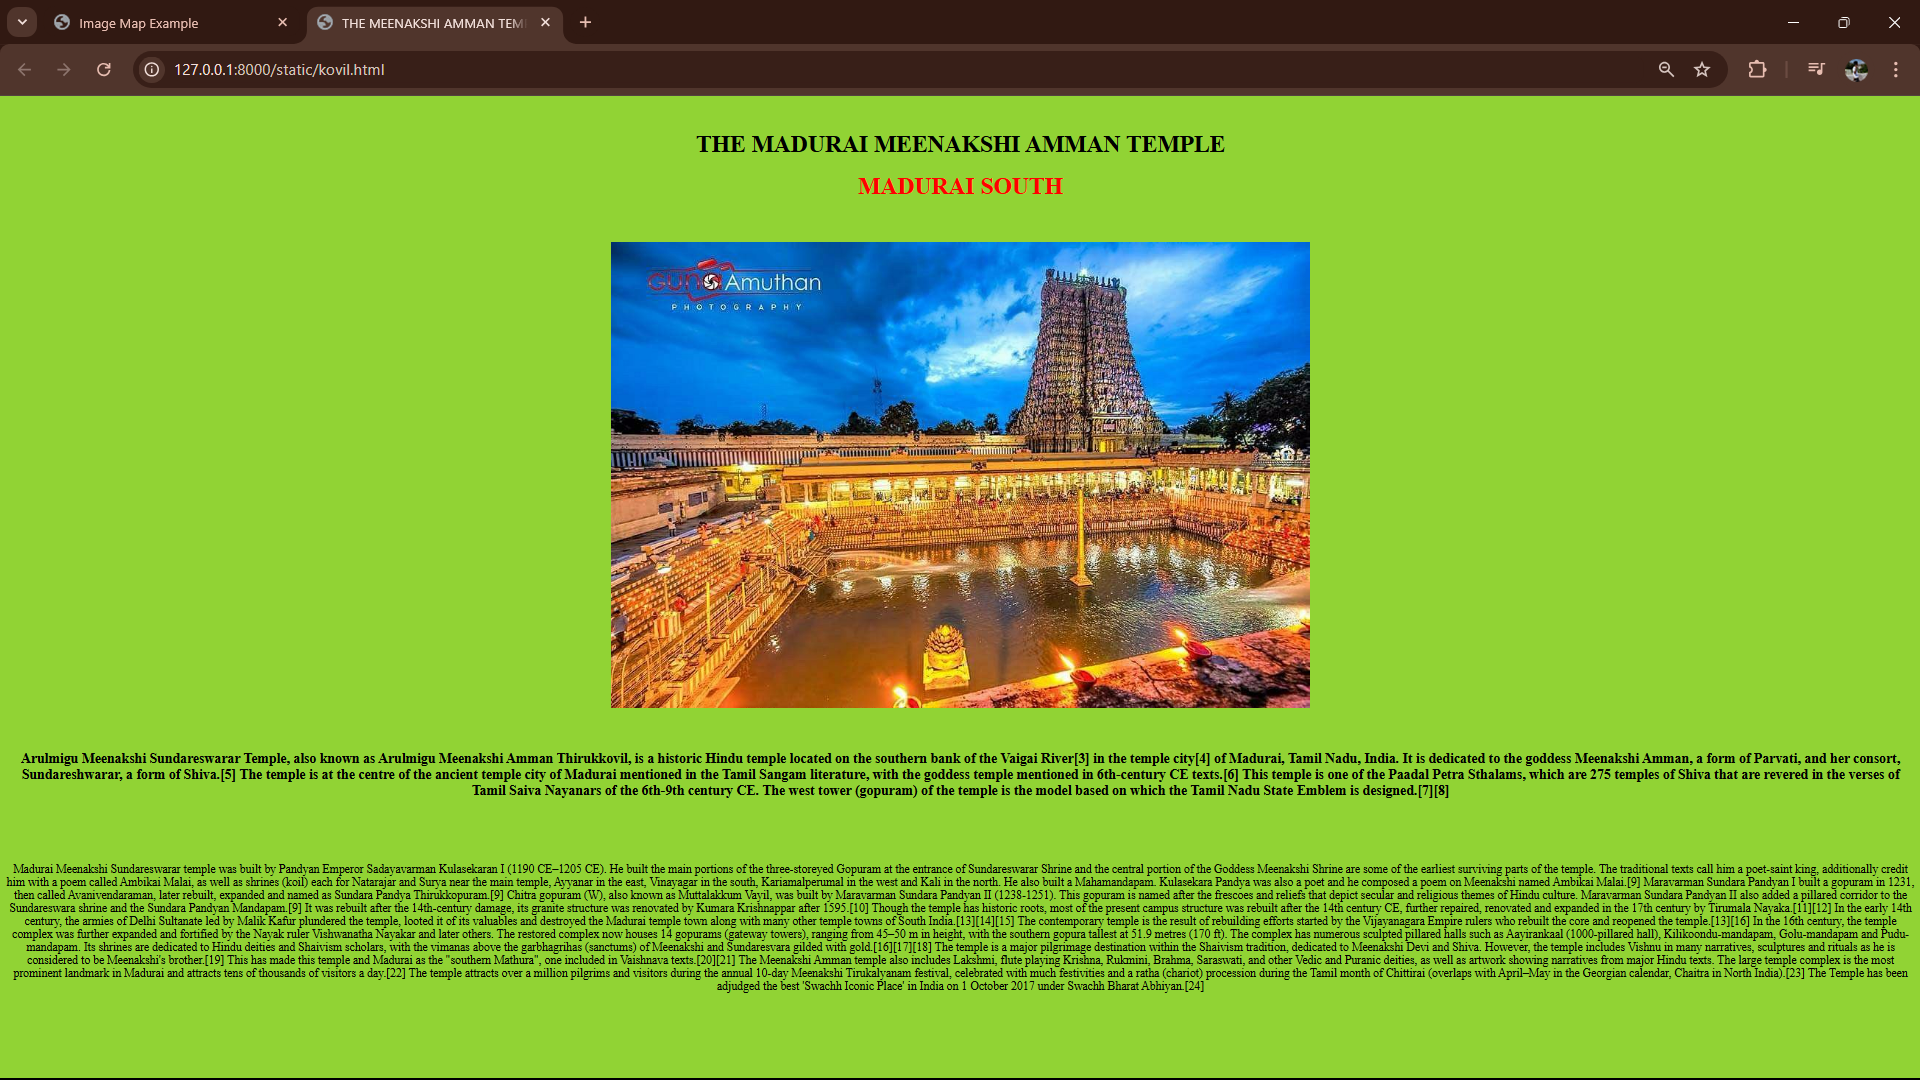 Image Map Example
THE MEENAKSHI AMMAN TEM
127.0.0.1:8000/static/kovil.html
THE MADURAI MEENAKSHI AMMAN TEMPLE
MADURAI SOUTH
Guna Amuthan
PHOTOGRAPHY
Arulmigu Meenakshi Sundareswarar Temple, also known as Arulmigu Meenakshi Amman Thirukkovil, is a historic Hindu temple located on the southern bank of the Vaigai River[3] in the temple city[4] of Madurai, Tamil Nadu, India. It is dedicated to the goddess Meenakshi Amman, a form of Parvati, and her consort,
Sundareshwarar, a form of Shiva.[5] The temple is at the centre of the ancient temple city of Madurai mentioned in the Tamil Sangam literature, with the goddess temple mentioned in 6th-century CE texts.[6] This temple is one of the Paadal Petra Sthalams, which are 275 temples of Shiva that are revered in the verses of
Tamil Saiva Nayanars of the 6th-9th century CE. The west tower (gopuram) of the temple is the model based on which the Tamil Nadu State Emblem is designed.[7][8]
Madurai Meenakshi Sundareswarar temple was built by Pandyan Emperor Sadayavarman Kulasekaran I (1190 CE–1205 CE). He built the main portions of the three-storeyed Gopuram at the entrance of Sundareswarar Shrine and the central portion of the Goddess Meenakshi Shrine are some of the earliest surviving parts of the temple. The traditional texts call him a poet-saint king, additionally credit
him with a poem called Ambikai Malai, as well as shrines (koil) each for Natarajar and Surya near the main temple, Ayyanar in the east, Vinayagar in the south, Kariamalperumal in the west and Kali in the north. He also built a Mahamandapam. Kulasekara Pandya was also a poet and he composed a poem on Meenakshi named Ambikai Malai.[9] Maravarman Sundara Pandyan I built a gopuram in 1231,
then called Avanivendaraman, later rebuilt, expanded and named as Sundara Pandya Thirukkopuram.[9] Chitra gopuram (W), also known as Muttalakkum Vayil, was built by Maravarman Sundara Pandyan II (1238-1251). This gopuram is named after the frescoes and reliefs that depict secular and religious themes of Hindu culture. Maravarman Sundara Pandyan II also added a pillared corridor to the
Sundareswara shrine and the Sundara Pandyan Mandapam.[9] It was rebuilt after the 14th-century damage, its granite structure was renovated by Kumara Krishnappar after 1595.[10] Though the temple has historic roots, most of the present campus structure was rebuilt after the 14th century CE, further repaired, renovated and expanded in the 17th century by Tirumala Nayaka.[11][12] In the early 14th
century, the armies of Delhi Sultanate led by Malik Kafur plundered the temple, looted it of its valuables and destroyed the Madurai temple town along with many other temple towns of South India.[13][14][15] The contemporary temple is the result of rebuilding efforts started by the Vijayanagara Empire rulers who rebuilt the core and reopened the temple.[13][16] In the 16th century, the temple
complex was further expanded and fortified by the Nayak ruler Vishwanatha Nayakar and later others. The restored complex now houses 14 gopurams (gateway towers), ranging from 45–50 m in height, with the southern gopura tallest at 51.9 metres (170 ft). The complex has numerous sculpted pillared halls such as Aayirankaal (1000-pillared hall), Kilikoondu-mandapam, Golu-mandapam and Pudu-
mandapam. Its shrines are dedicated to Hindu deities and Shaivism scholars, with the vimanas above the garbhagrihas (sanctums) of Meenakshi and Sundaresvara gilded with gold.[16][17][18] The temple is a major pilgrimage destination within the Shaivism tradition, dedicated to Meenakshi Devi and Shiva. However, the temple includes Vishnu in many narratives, sculptures and rituals as he is
considered to be Meenakshi's brother.[19] This has made this temple and Madurai as the "southern Mathura", one included in Vaishnava texts.[20][21] The Meenakshi Amman temple also includes Lakshmi, flute playing Krishna, Rukmini, Brahma, Saraswati, and other Vedic and Puranic deities, as well as artwork showing narratives from major Hindu texts. The large temple complex is the most
prominent landmark in Madurai and attracts tens of thousands of visitors a day.[22] The temple attracts over a million pilgrims and visitors during the annual 10-day Meenakshi Tirukalyanam festival, celebrated with much festivities and a ratha (chariot) procession during the Tamil month of Chittirai (overlaps with April–May in the Georgian calendar, Chaitra in North India).[23] The Temple has been
adjudged the best 'Swachh Iconic Place' in India on 1 October 2017 under Swachh Bharat Abhiyan.[24]